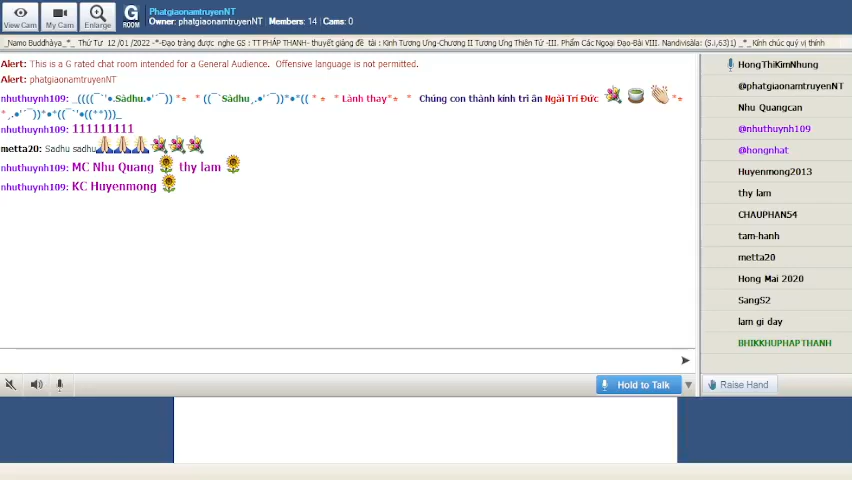 PhatgiaonamtruyenNT
Owner: phatgiaonamtruyenNT Members: 14 | Cams: 0
View Cam
My Cam
Enlarge
G
ROOM
_Namo Buddhàya_*_ Thứ Tư 12 /01 /2022 -*-Đạo tràng được nghe GS : TT PHÁP THANH- thuyết giảng đề tài : Kinh Tương Ưng-Chương II Tương Ưng Thiên Tử -III. Phẩm Các Ngoại Đạo-Bài VIII. Nandivisàla: (S.i,63)1) _*_ Kính chúc quý vị thính
Alert: This is a G rated chat room intended for a General Audience. Offensive language is not permitted.
Alert: phatgiaonamtruyenNT
nhuthuynh109: _((((¯`'•.Sādhu.•'´¯)) *± * ((¯`'•.Sādhu,.•'´¯))*•*(( * ± * Lành thay*± * Chúng con thành kính tri ân Ngài Trí Đức *±
* ,.•'´¯))*•*((¯`'•((**)))_
nhuthuynh109: 111111111
metta20: Sadhu sadhu
nhuthuynh109: MC Nhu Quang thy lam
nhuthuynh109: KC Huyenmong
HongThiKimNhung
@phatgiaonamtruyenNT
Nhu Quangcan
@nhuthuynh109
@hongnhat
Huyenmong2013
thy lam
CHAUPHAN54
tam-hanh
metta20
Hong Mai 2020
SangS2
lam gi day
BHIKKHUPHAPTHANH
Hold to Talk
Raise Hand